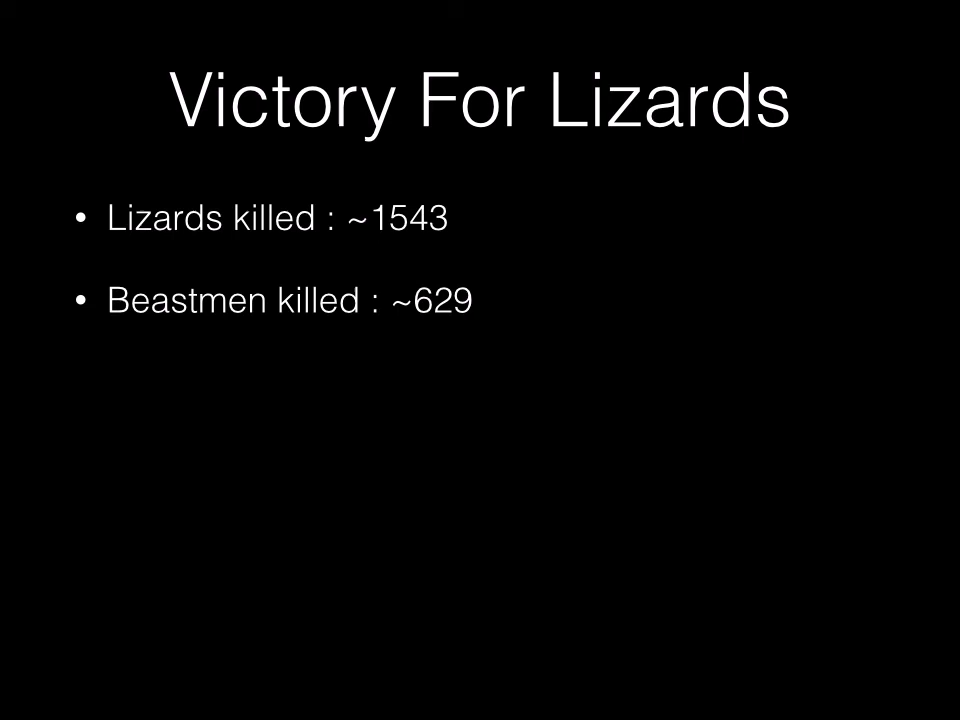 Victory For Lizards
• Lizards killed : ~1543
• Beastmen killed : ~629